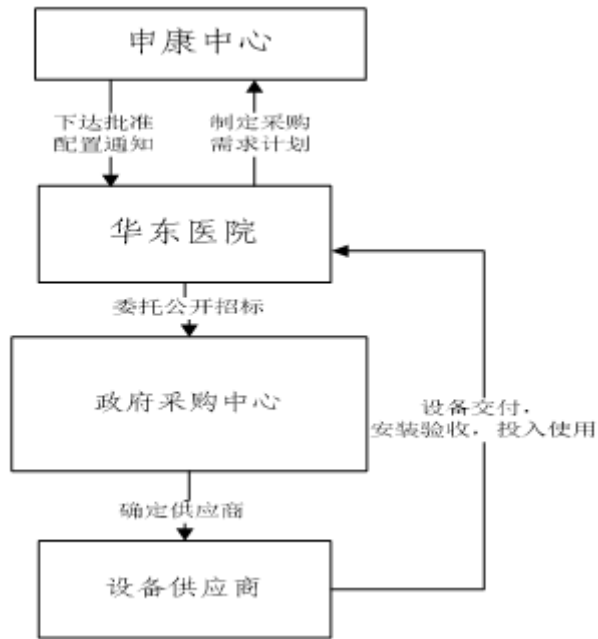 申康中心
下达批准
配置通知
制定采购
需求计划
华东医院
委托公开招标
政府采购中心
设备交付，
安装验收，投入使用
确定供应商
设备供应商